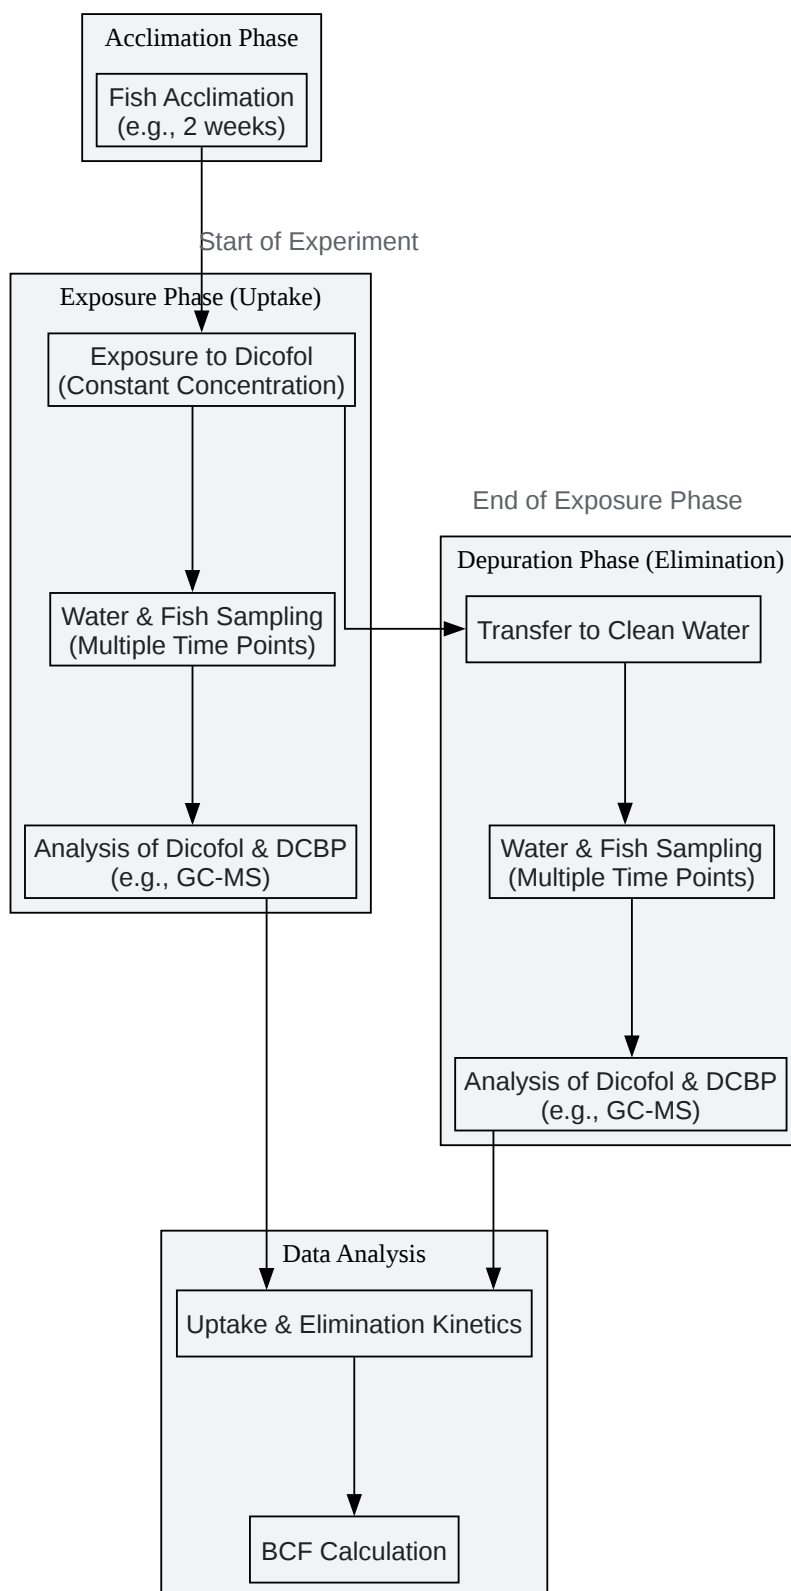 Acclimation Phase
Fish Acclimation
(e.g., 2 weeks)
Start of Experiment
Exposure Phase (Uptake)
Exposure to Dicofol
(Constant Concentration)
Water & Fish Sampling
(Multiple Time Points)
Analysis of Dicofol & DCBP
(e.g., GC-MS)
End of Exposure Phase
Depuration Phase (Elimination)
Transfer to Clean Water
Water & Fish Sampling
(Multiple Time Points)
Analysis of Dicofol & DCBP
(e.g., GC-MS)
Data Analysis
Uptake & Elimination Kinetics
BCF Calculation